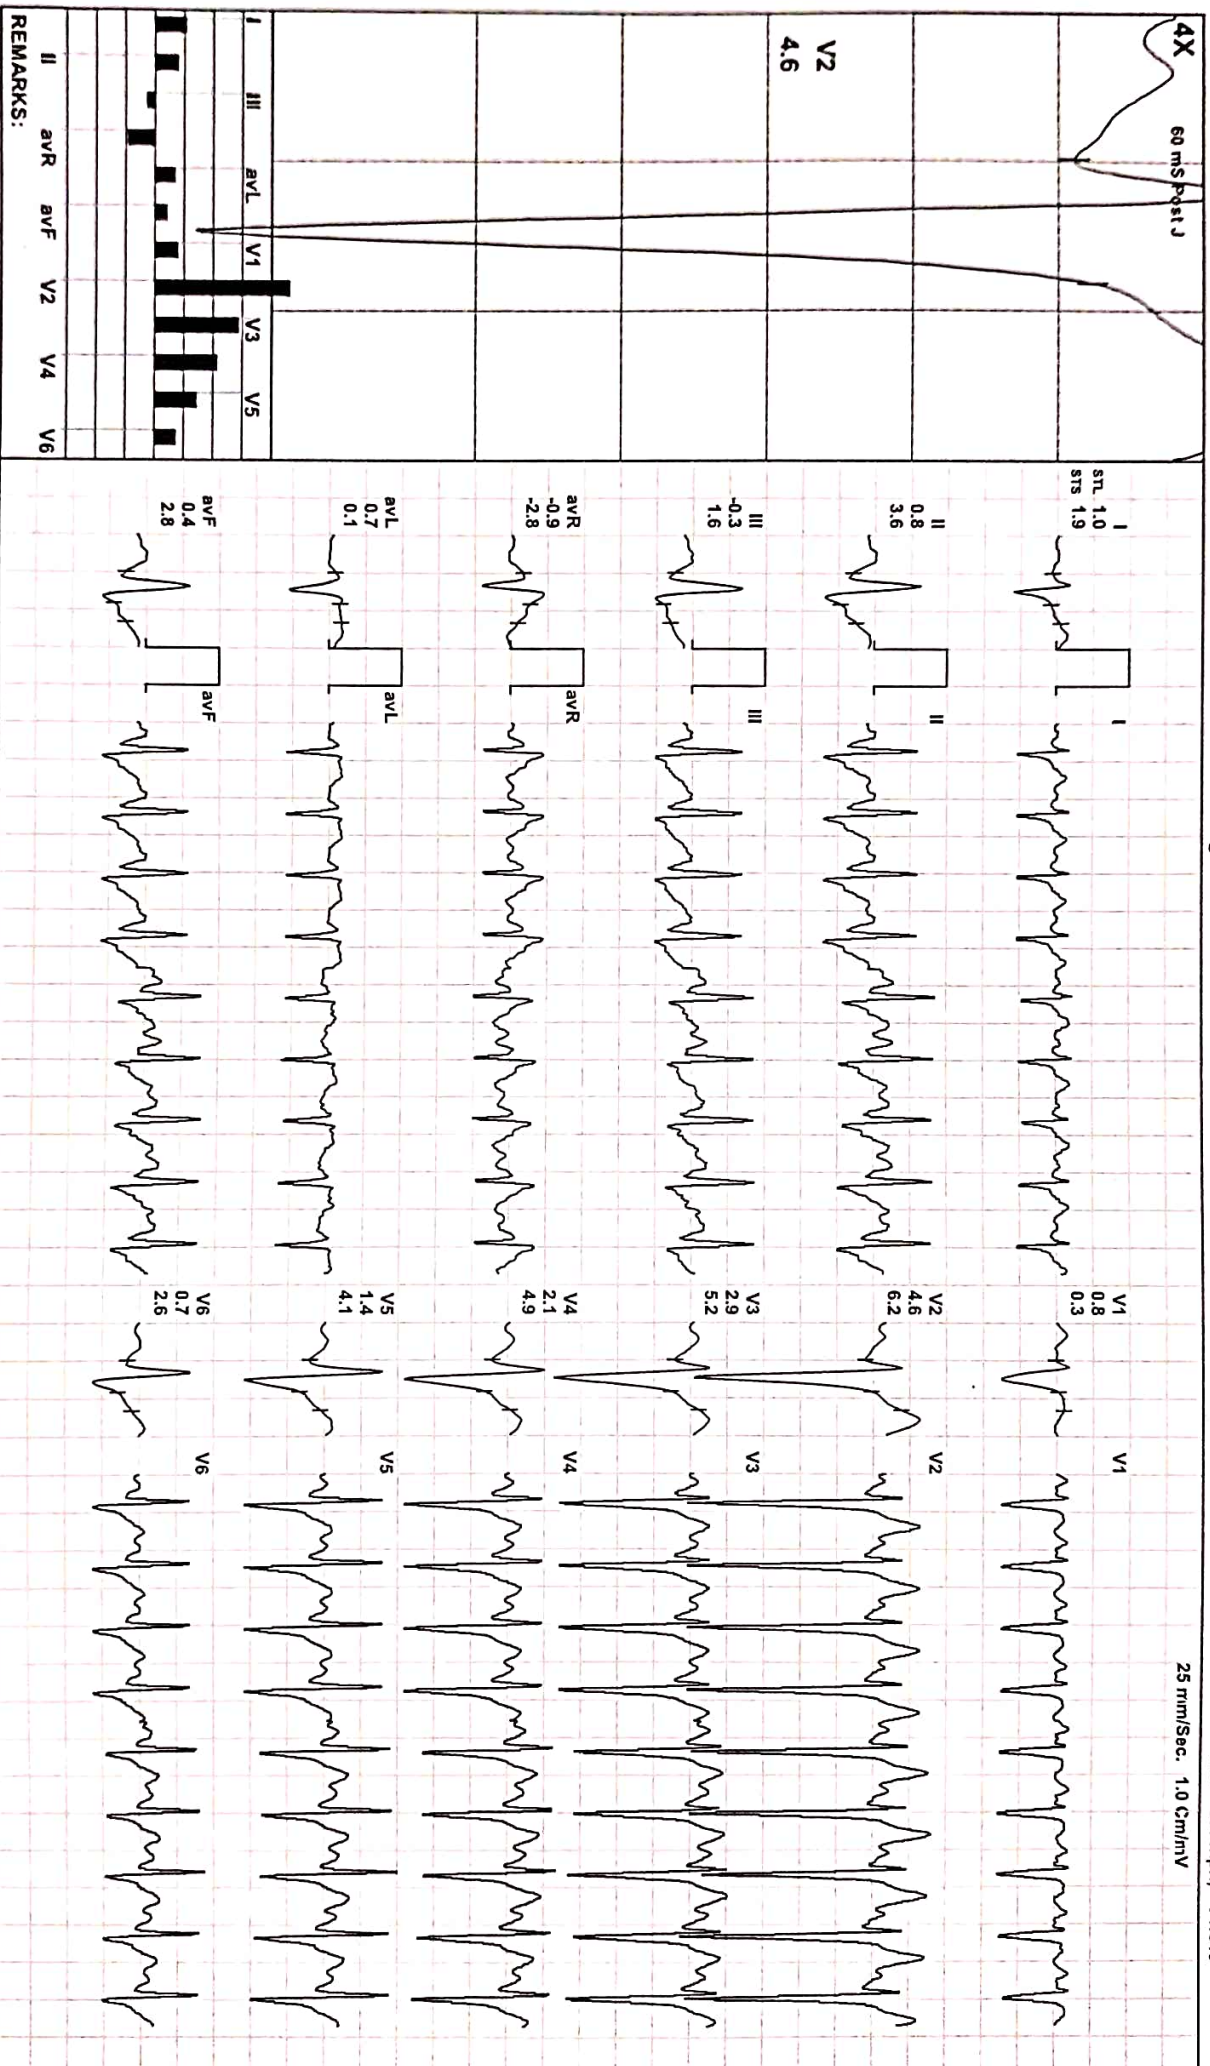 4X
60 mS Post J
V2
4.6
I
III
avL
V1
V3
V5
II
avR
avF
V2
V4
V6
REMARKS:
25 mm/Sec. 1.0 Cm/mV
I
STL 1.0
STS 1.9
I
V1
0.8
0.3
V1
II
0.8
3.6
II
V2
4.6
6.2
V2
III
-0.3
1.6
III
V3
2.9
5.2
V3
avR
-0.9
-2.8
avR
V4
2.1
4.9
V4
avL
0.7
0.1
avL
V5
1.4
4.1
V5
avF
0.4
2.8
avF
V6
0.7
2.6
V6